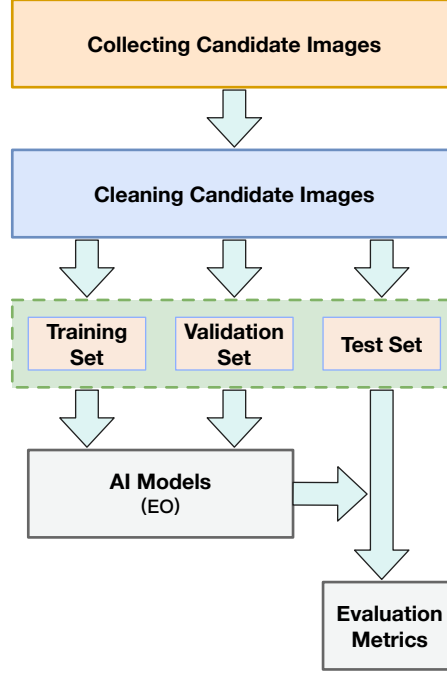 Collecting Candidate Images
Cleaning Candidate Images
Training
Set
Validation
Set
Test Set
AI Models
(EO)
Evaluation
Metrics